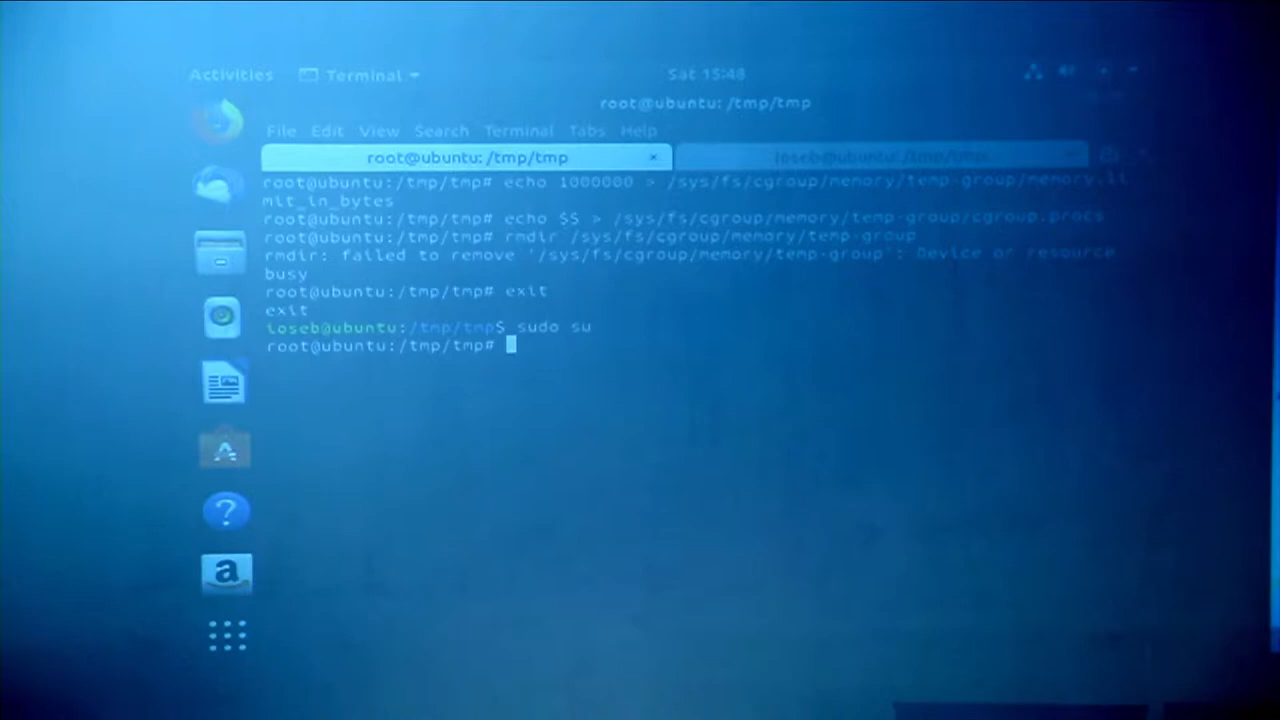 Activities Terminal Sat 15:48
root@ubuntu: /tmp/tmp
File Edit View Search Terminal Tabs Help
root@ubuntu: /tmp/tmp × ioseb@ubuntu: /tmp/tmp
root@ubuntu:/tmp/tmp# echo 1000000 > /sys/fs/cgroup/memory/temp-group/memory.li
mit_in_bytes
root@ubuntu:/tmp/tmp# echo $$ > /sys/fs/cgroup/memory/temp-group/cgroup.procs
root@ubuntu:/tmp/tmp# rmdir /sys/fs/cgroup/memory/temp-group
rmdir: failed to remove '/sys/fs/cgroup/memory/temp-group': Device or resource
busy
root@ubuntu:/tmp/tmp# exit
exit
ioseb@ubuntu:/tmp/tmp$ sudo su
root@ubuntu:/tmp/tmp#
?
a